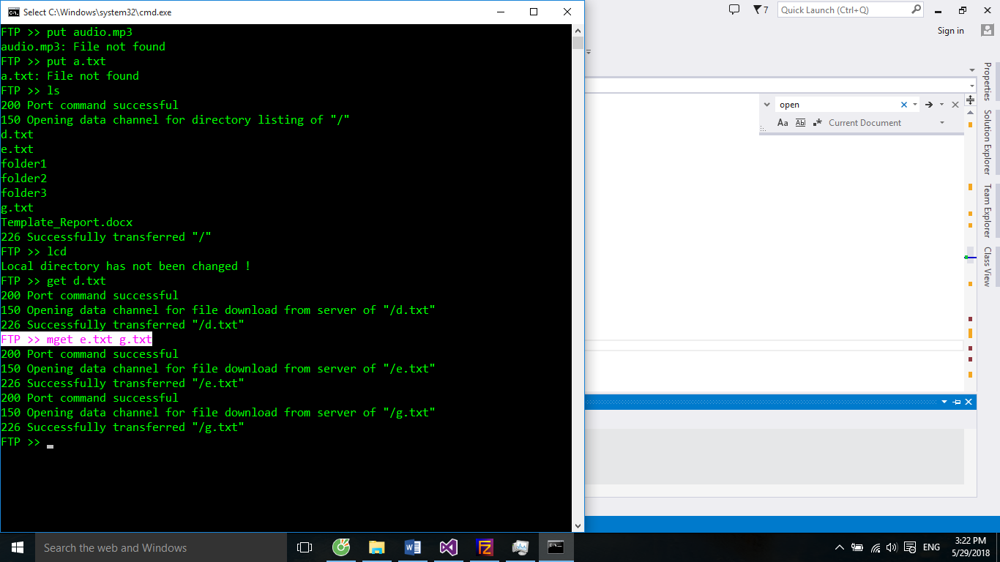 Select C:\Windows\system32\cmd.exe
FTP >> put audio.mp3
audio.mp3: File not found
FTP >> put a.txt
a.txt: File not found
FTP >> ls
200 Port command successful
150 Opening data channel for directory listing of "/"
d.txt
e.txt
folder1
folder2
folder3
g.txt
Template_Report.docx
226 Successfully transferred "/"
FTP >> lcd
Local directory has not been changed !
FTP >> get d.txt
200 Port command successful
150 Opening data channel for file download from server of "/d.txt"
226 Successfully transferred "/d.txt"
FTP >> mget e.txt g.txt
200 Port command successful
150 Opening data channel for file download from server of "/e.txt"
226 Successfully transferred "/e.txt"
200 Port command successful
150 Opening data channel for file download from server of "/g.txt"
226 Successfully transferred "/g.txt"
FTP >>
7
Quick Launch (Ctrl+Q)
Sign in
open
Aa Ab Current Document
Properties
Solution Explorer
Team Explorer
Class View
Search the web and Windows
ENG
3:22 PM
5/29/2018